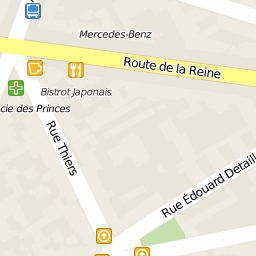 Mercedes-Benz
Route de la Reine
Bistrot Japonais
cie des Princes
Rue Thiers
Rue Édouard Detaill